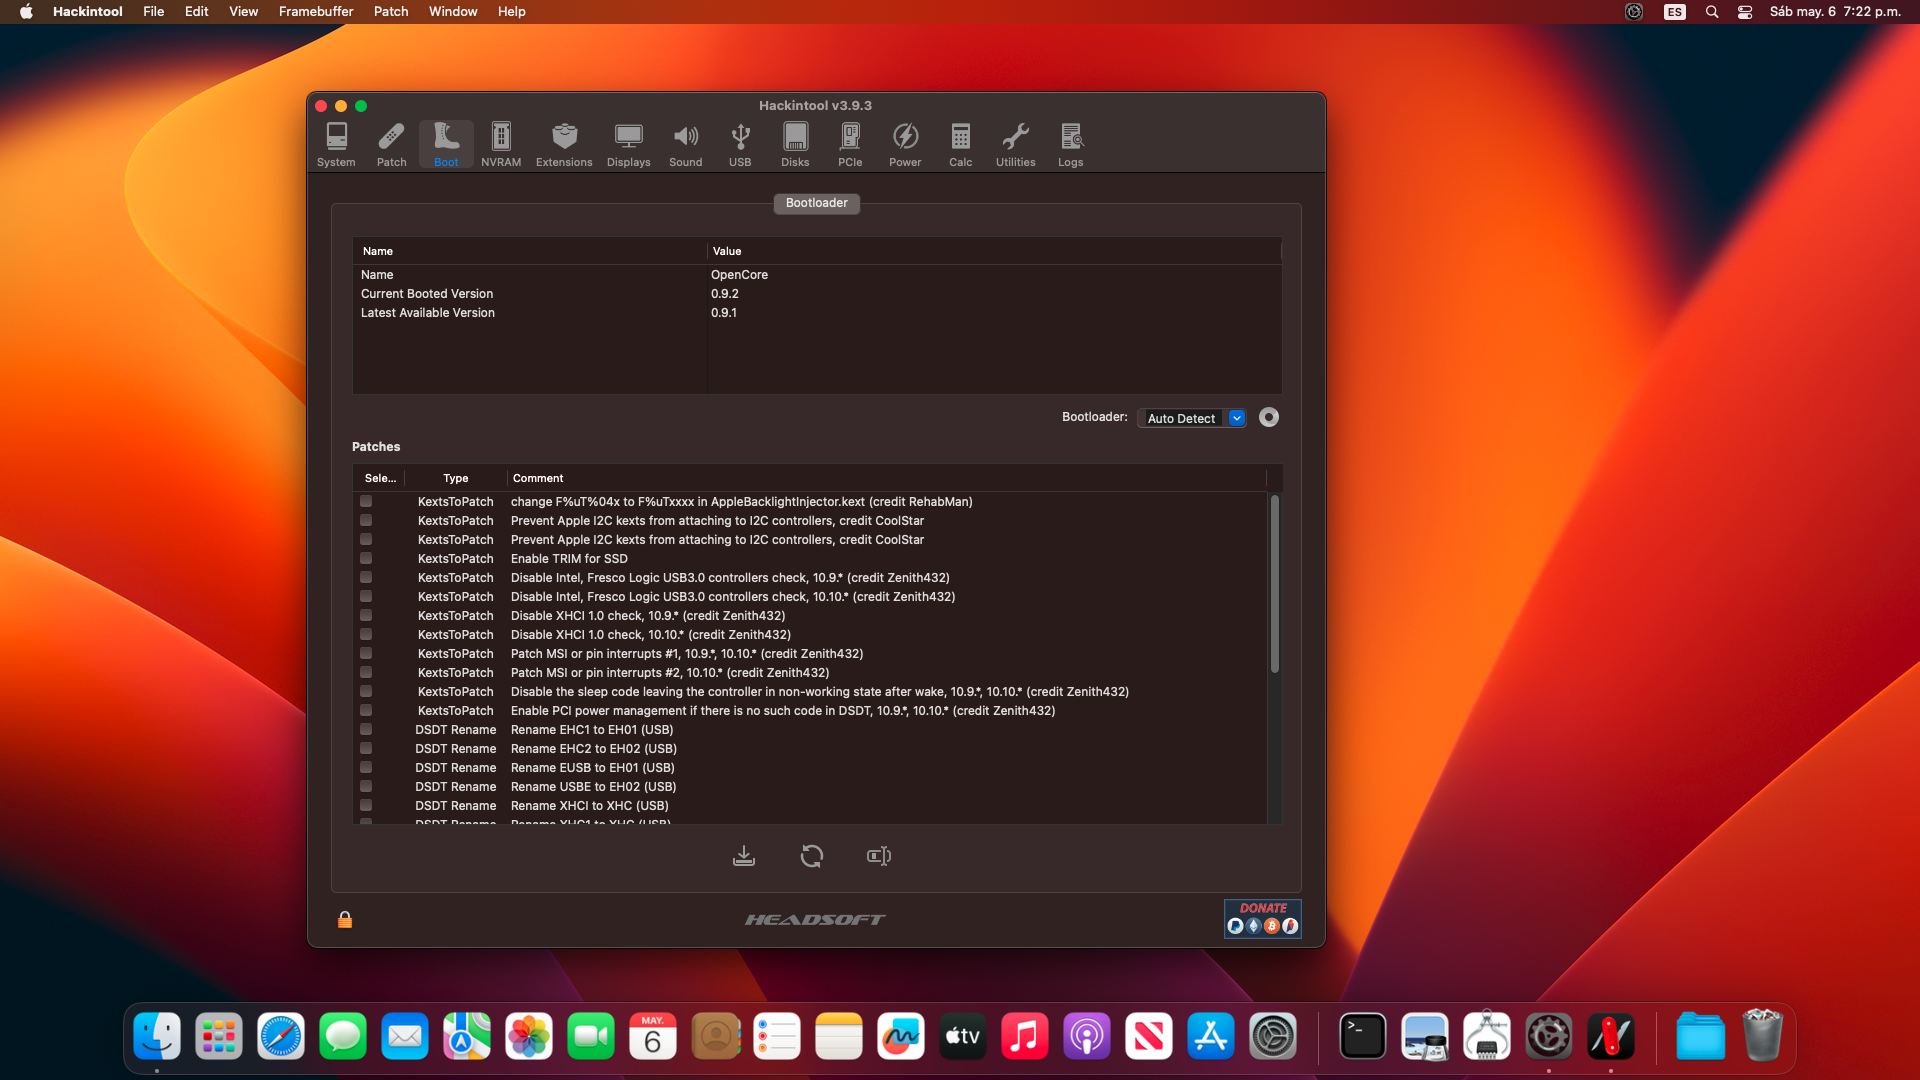 Hackintool File Edit View Framebuffer Patch Window Help ES Sáb may. 6 7:22 p.m.
Hackintool v3.9.3
System Patch Boot NVRAM Extensions Displays Sound USB Disks PCIe Power Calc Utilities Logs
Bootloader
Name Value
Name OpenCore
Current Booted Version 0.9.2
Latest Available Version 0.9.1
Bootloader: Auto Detect
Patches
Sele... Type Comment
KextsToPatch change F%uT%04x to F%uTxxxx in AppleBacklightInjector.kext (credit RehabMan)
KextsToPatch Prevent Apple I2C kexts from attaching to I2C controllers, credit CoolStar
KextsToPatch Prevent Apple I2C kexts from attaching to I2C controllers, credit CoolStar
KextsToPatch Enable TRIM for SSD
KextsToPatch Disable Intel, Fresco Logic USB3.0 controllers check, 10.9.* (credit Zenith432)
KextsToPatch Disable Intel, Fresco Logic USB3.0 controllers check, 10.10.* (credit Zenith432)
KextsToPatch Disable XHCI 1.0 check, 10.9.* (credit Zenith432)
KextsToPatch Disable XHCI 1.0 check, 10.10.* (credit Zenith432)
KextsToPatch Patch MSI or pin interrupts #1, 10.9.*, 10.10.* (credit Zenith432)
KextsToPatch Patch MSI or pin interrupts #2, 10.10.* (credit Zenith432)
KextsToPatch Disable the sleep code leaving the controller in non-working state after wake, 10.9.*, 10.10.* (credit Zenith432)
KextsToPatch Enable PCI power management if there is no such code in DSDT, 10.9.*, 10.10.* (credit Zenith432)
DSDT Rename Rename EHC1 to EH01 (USB)
DSDT Rename Rename EHC2 to EH02 (USB)
DSDT Rename Rename EUSB to EH01 (USB)
DSDT Rename Rename USBE to EH02 (USB)
DSDT Rename Rename XHCI to XHC (USB)
DSDT Rename Rename XHC1 to XHC (USB)
HEADSOFT
DONATE
MAY.
6
tv